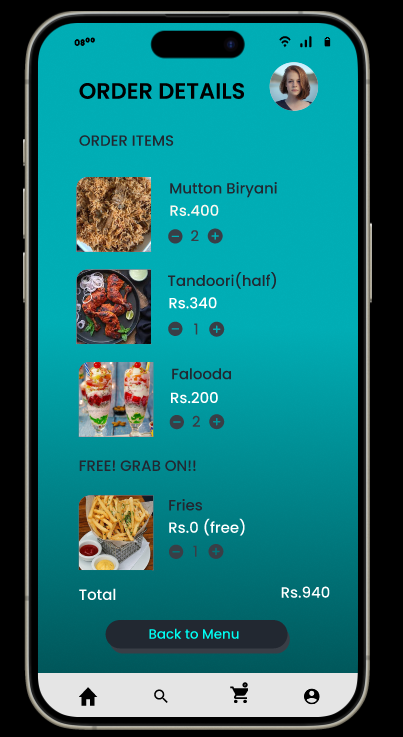 08⁰⁰
ORDER DETAILS
ORDER ITEMS
Mutton Biryani
Rs.400
2
Tandoori(half)
Rs.340
1
Falooda
Rs.200
2
FREE! GRAB ON!!
Fries
Rs.0 (free)
1
Total
Rs.940
Back to Menu